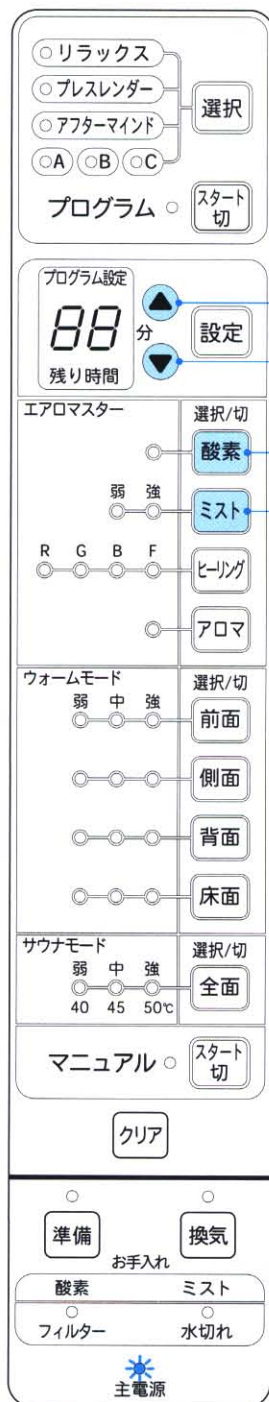 リラックス
プレスレンダー
選択
アフターマインド
A B C
プログラム スタート
切
プログラム設定
88 分 設定
残り時間
エアロマスター 選択/切
酸素
弱 強 ミスト
R G B F ヒーリング
アロマ
ウォームモード 選択/切
弱 中 強 前面
側面
背面
床面
サウナモード 選択/切
弱 中 強 全面
40 45 50℃
マニュアル スタート
切
クリア
準備 換気
お手入れ
酸素 ミスト
フィルター 水切れ
主電源